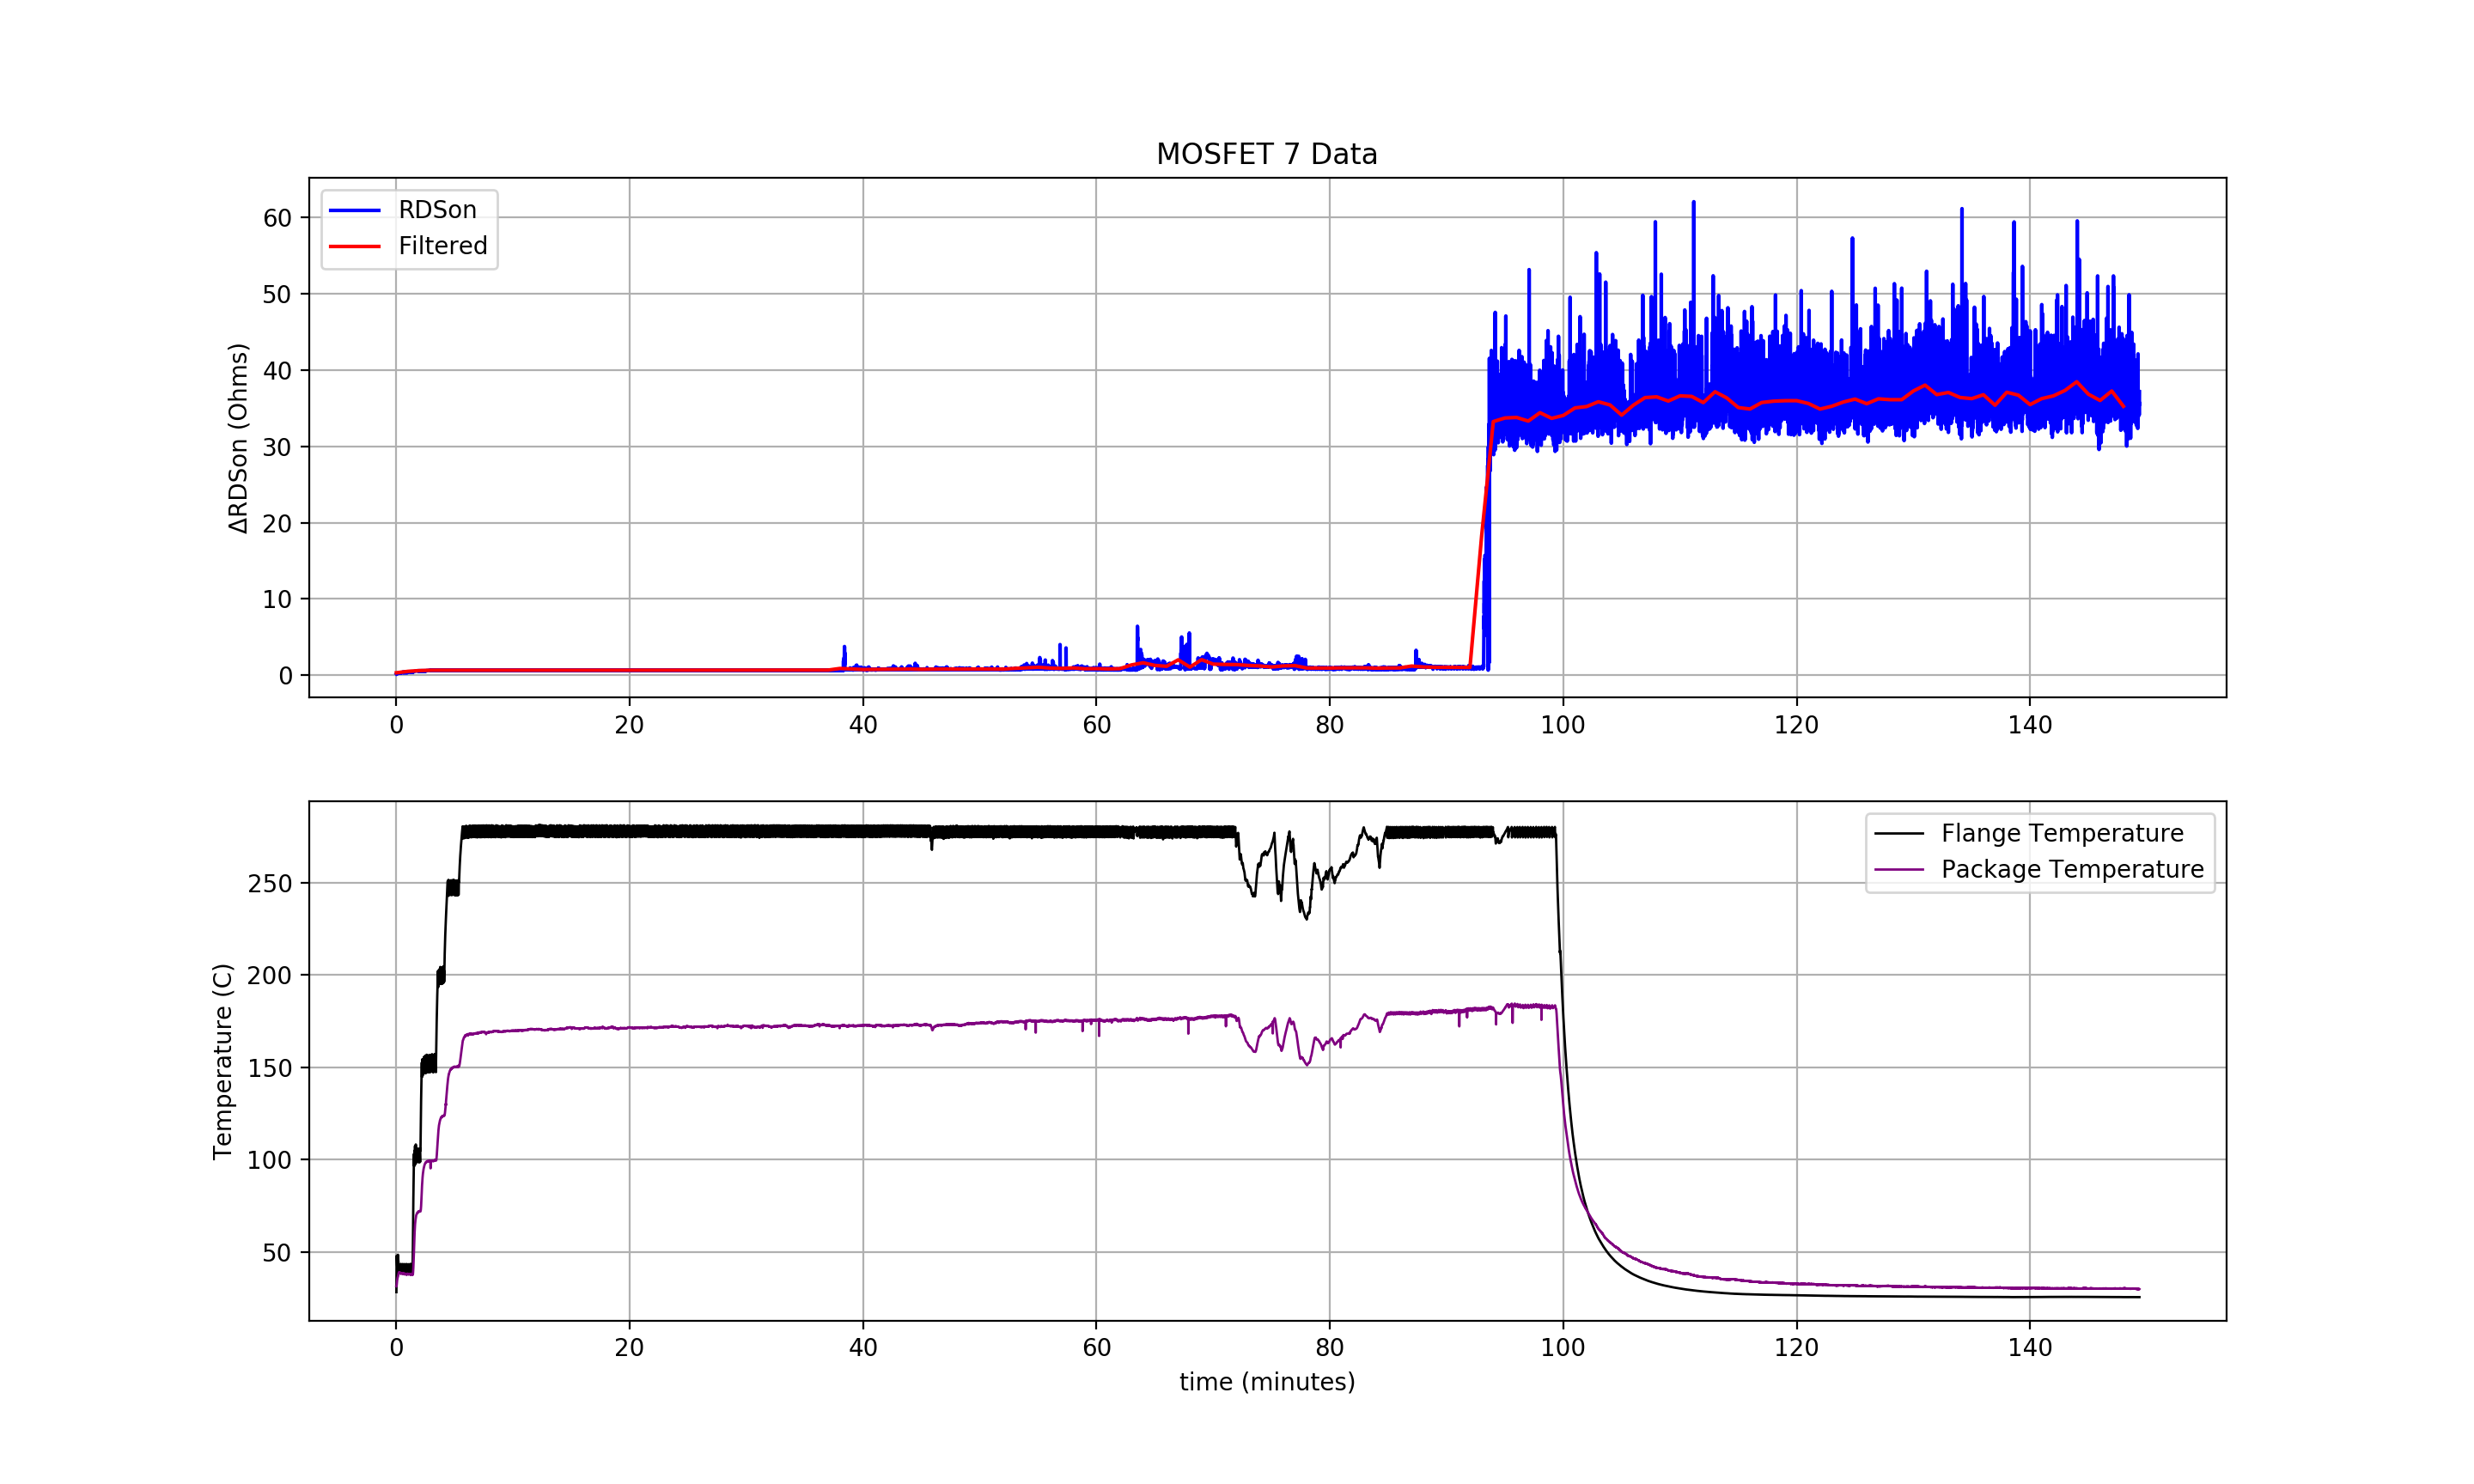 MOSFET 7 Data
RDSon
Filtered
ΔRDSon (Ohms)
60
50
40
30
20
10
0
0 20 40 60 80 100 120 140
Flange Temperature
Package Temperature
Temperature (C)
250
200
150
100
50
0 20 40 60 80 100 120 140
time (minutes)